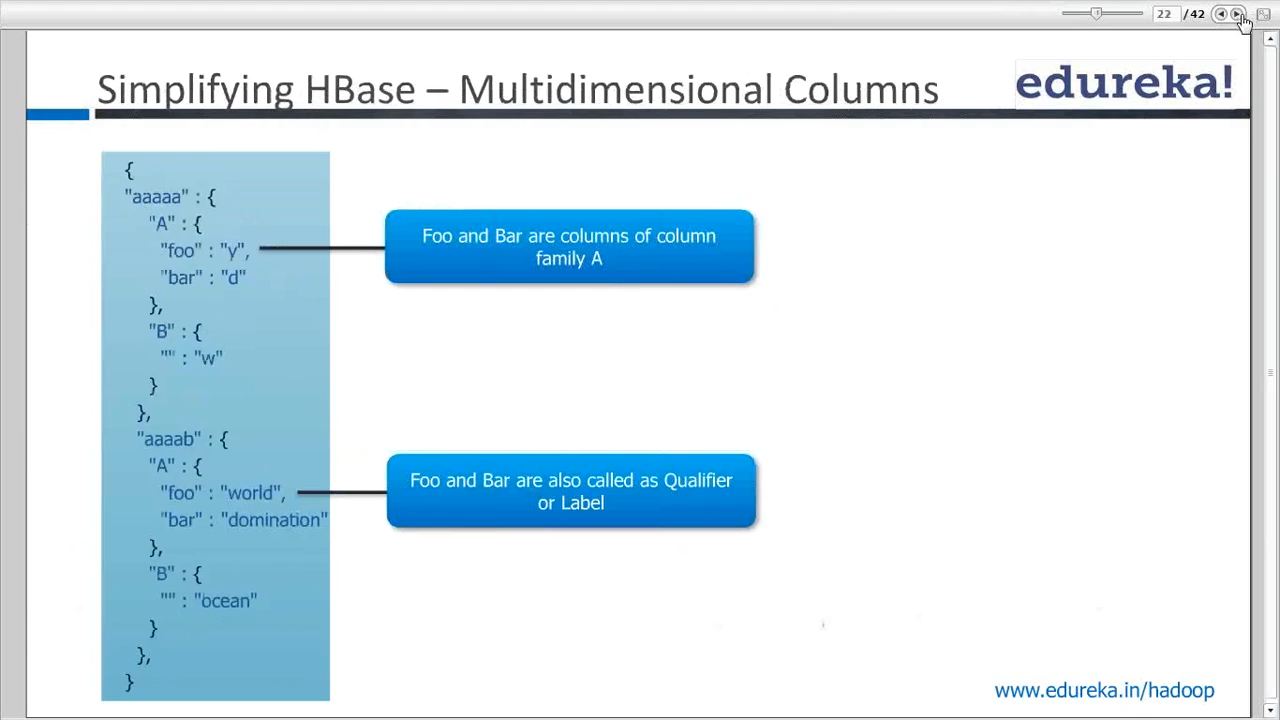 22 /42
Simplifying HBase – Multidimensional Columns
edureka!
{
"aaaaa" : {
"A" : {
"foo" : "y",
"bar" : "d"
},
"B" : {
"" : "w"
}
},
"aaaab" : {
"A" : {
"foo" : "world",
"bar" : "domination"
},
"B" : {
"" : "ocean"
}
},
}
Foo and Bar are columns of column
family A
Foo and Bar are also called as Qualifier
or Label
www.edureka.in/hadoop